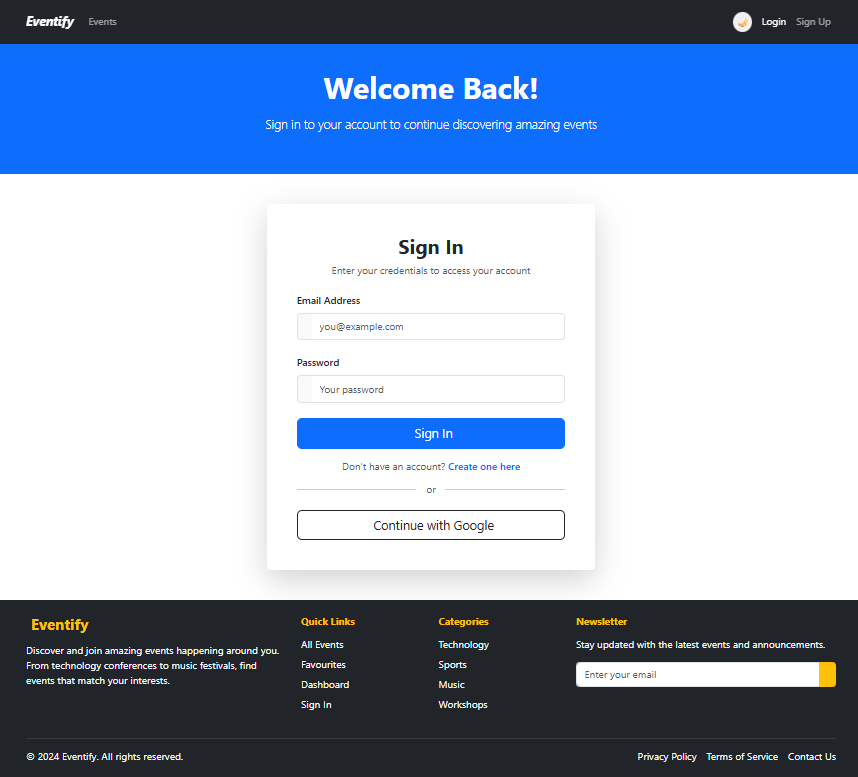 Eventify Events Login Sign Up
Welcome Back!
Sign in to your account to continue discovering amazing events
Sign In
Enter your credentials to access your account
Email Address
you@example.com
Password
Your password
Sign In
Don't have an account? Create one here
or
Continue with Google
Eventify
Discover and join amazing events happening around you.
From technology conferences to music festivals, find
events that match your interests.
Quick Links
All Events
Favourites
Dashboard
Sign In
Categories
Technology
Sports
Music
Workshops
Newsletter
Stay updated with the latest events and announcements.
Enter your email
© 2024 Eventify. All rights reserved.
Privacy Policy Terms of Service Contact Us